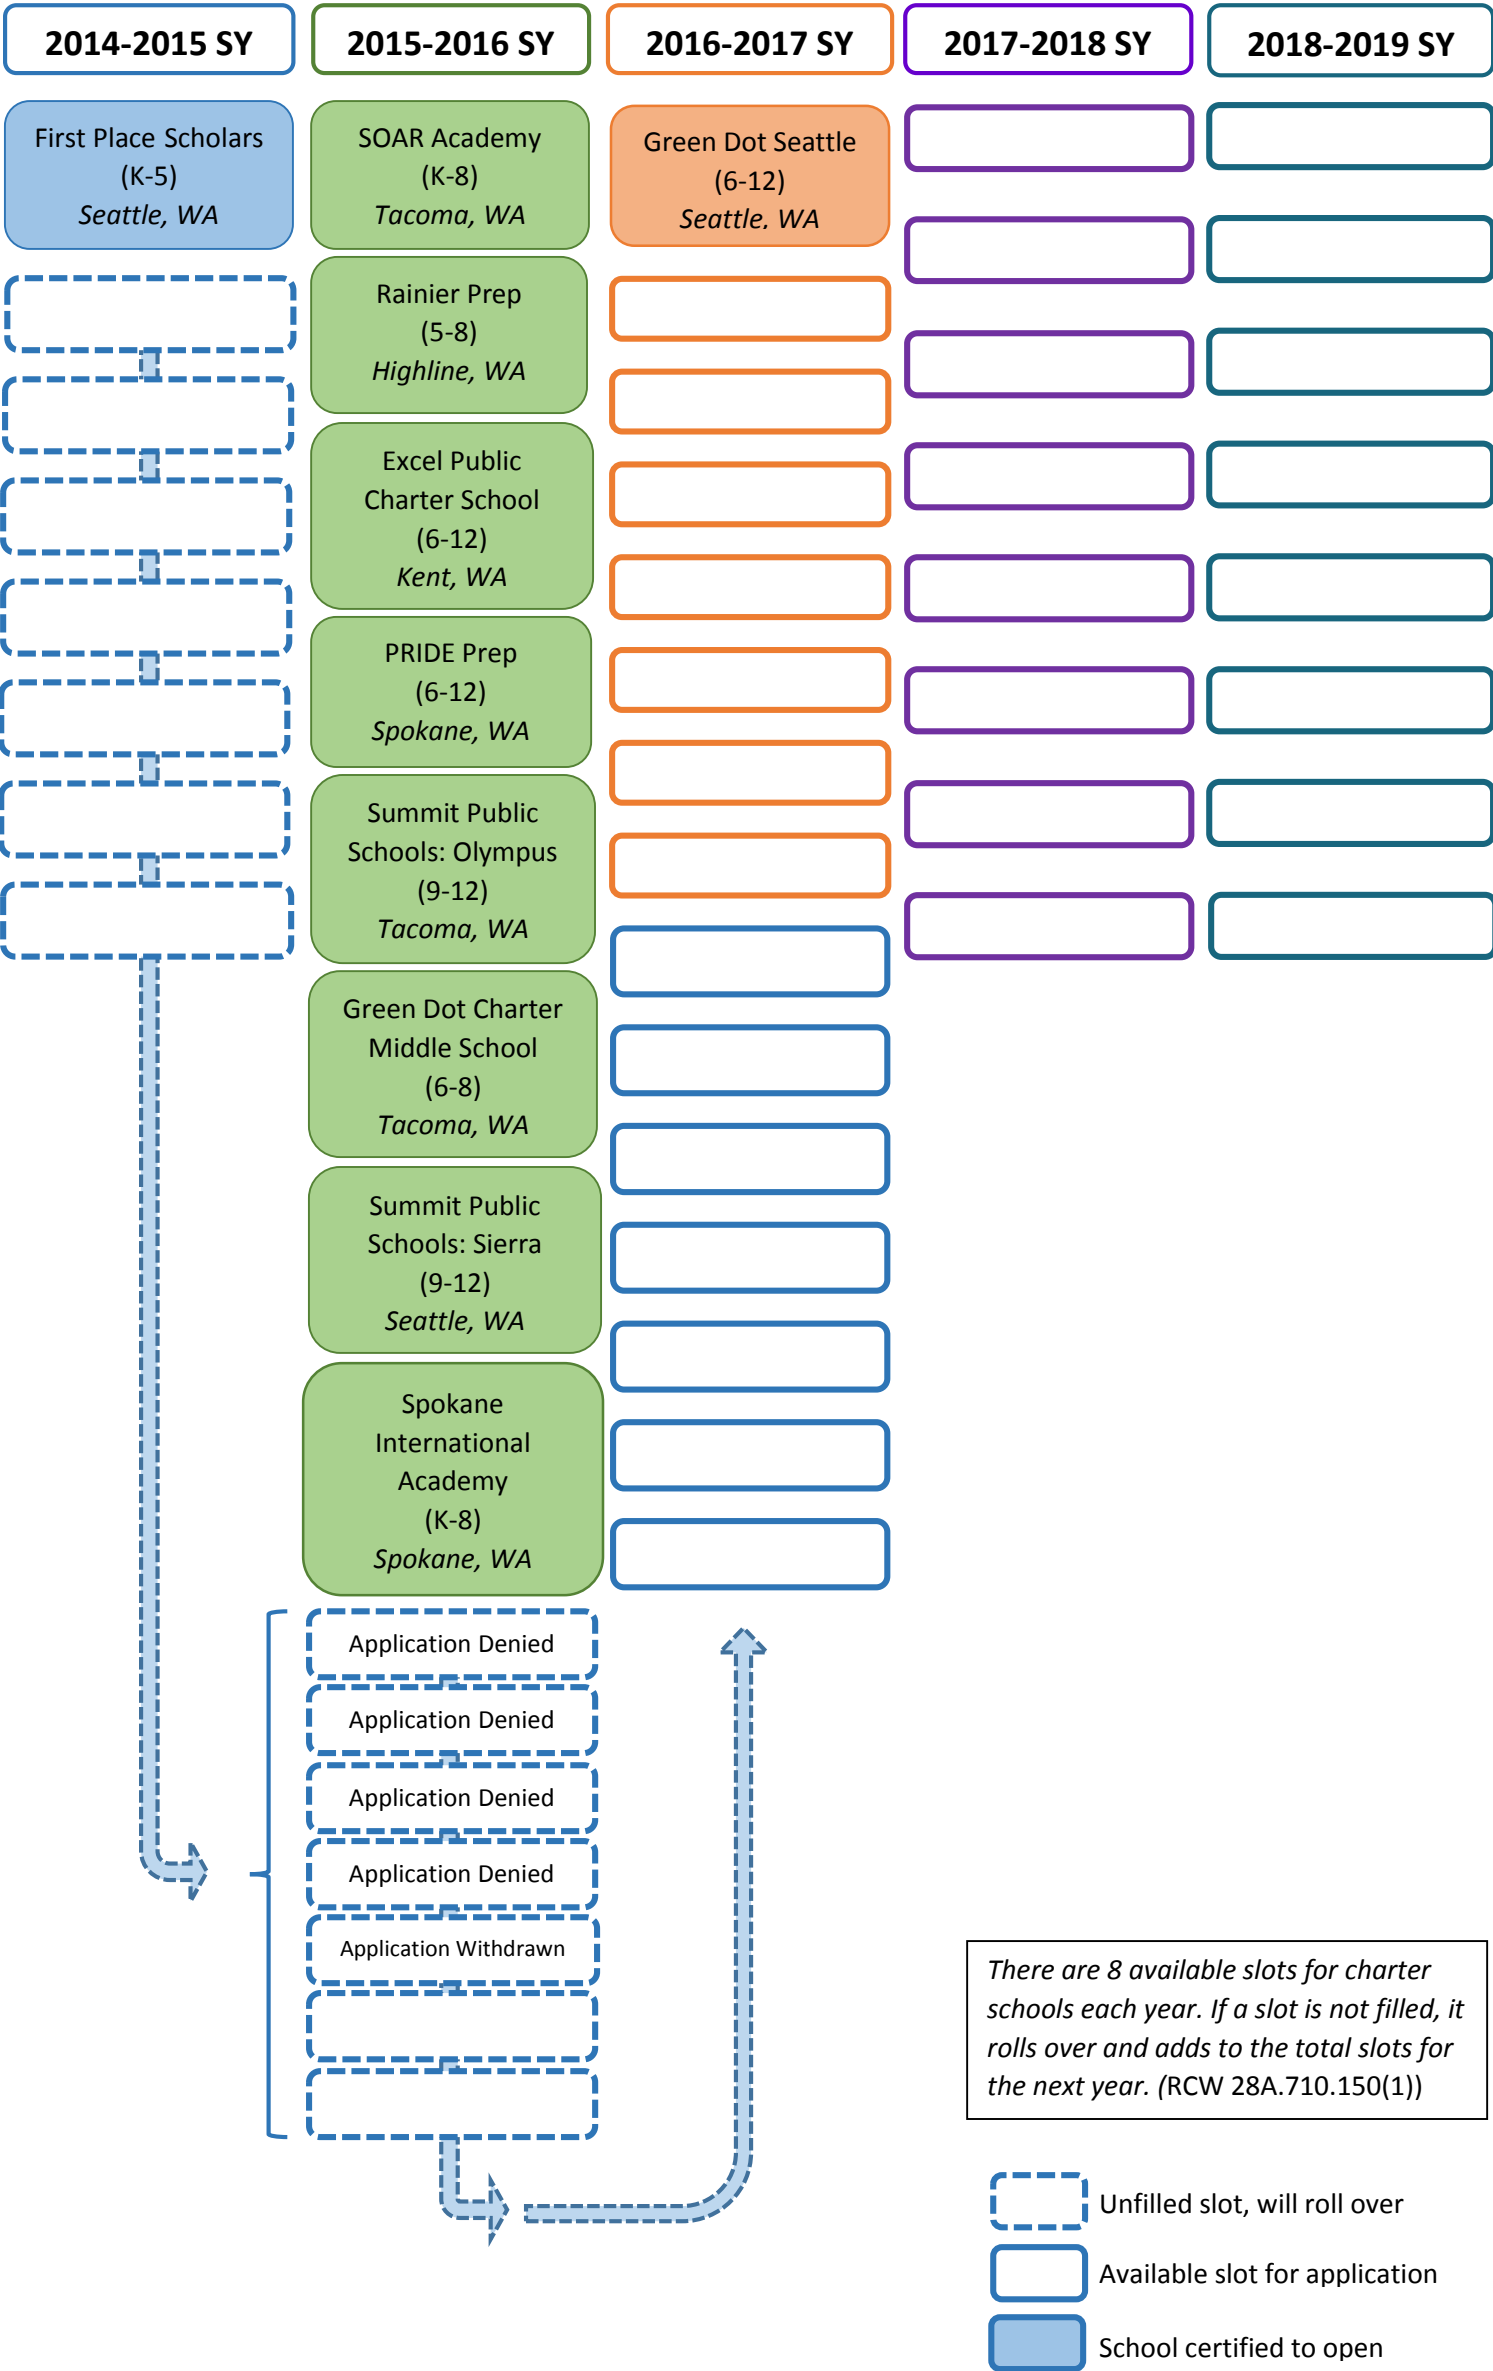 2014-2015 SY
2015-2016 SY
2016-2017 SY
2017-2018 SY
2018-2019 SY
First Place Scholars
(K-5)
Seattle, WA
SOAR Academy
(K-8)
Tacoma, WA
Rainier Prep
(5-8)
Highline, WA
Excel Public
Charter School
(6-12)
Kent, WA
PRIDE Prep
(6-12)
Spokane, WA
Summit Public
Schools: Olympus
(9-12)
Tacoma, WA
Green Dot Charter
Middle School
(6-8)
Tacoma, WA
Summit Public
Schools: Sierra
(9-12)
Seattle, WA
Spokane
International
Academy
(K-8)
Spokane, WA
Application Denied
Application Denied
Application Denied
Application Denied
Application Withdrawn
Green Dot Seattle
(6-12)
Seattle, WA
There are 8 available slots for charter
schools each year. If a slot is not filled, it
rolls over and adds to the total slots for
the next year. (RCW 28A.710.150(1))
Unfilled slot, will roll over
Available slot for application
School certified to open